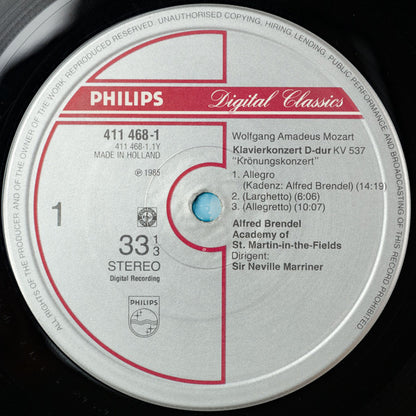 ALL RIGHTS OF THE MANUFACTURER AND OF THE OWNER OF THE WORK REPRODUCED RESERVED. UNAUTHORISED COPYING, HIRING, LENDING, PUBLIC PERFORMANCE AND BROADCASTING OF THIS RECORD PROHIBITED.
PHILIPS
Digital Classics
411 468-1
411 468-1.1Y
MADE IN HOLLAND
℗ 1985
1
33 1/3
STEREO
Digital Recording
PHILIPS
Wolfgang Amadeus Mozart
Klavierkonzert D-dur KV 537
"Krönungskonzert"
1. Allegro
(Kadenz: Alfred Brendel) (14:19)
2. (Larghetto) (6:06)
3. (Allegretto) (10:07)
Alfred Brendel
Academy of
St. Martin-in-the-Fields
Dirigent:
Sir Neville Marriner